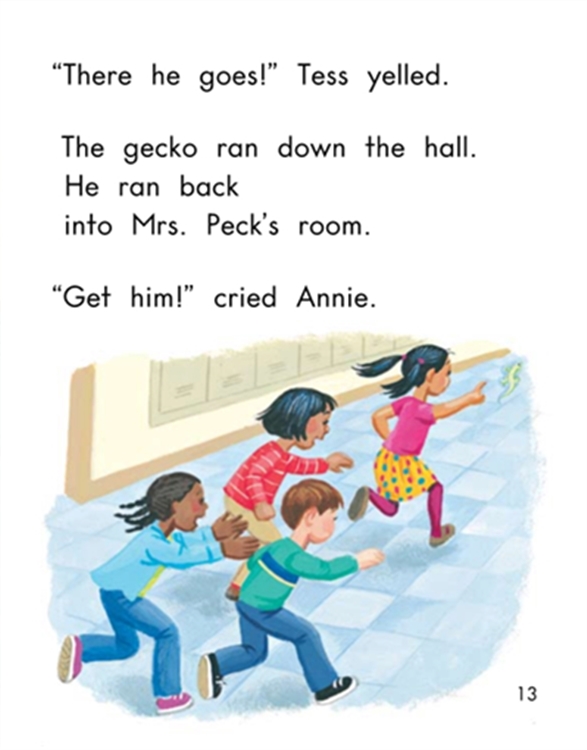 “There he goes!” Tess yelled.
The gecko ran down the hall.
He ran back
into Mrs. Peck’s room.
“Get him!” cried Annie.
13